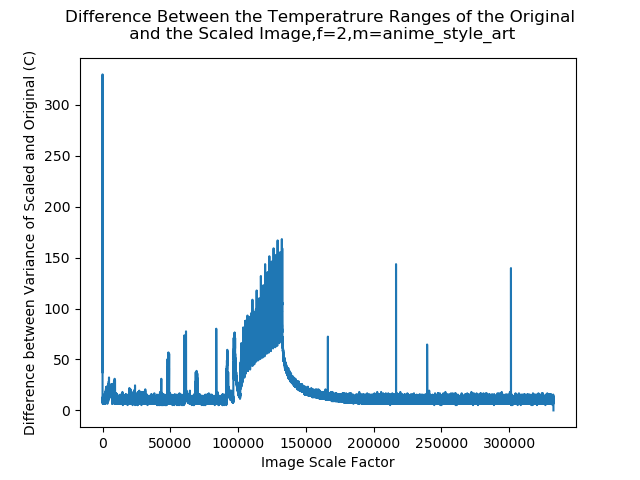 Difference Between the Temperatrure Ranges of the Original
and the Scaled Image,f=2,m=anime_style_art
Difference between Variance of Scaled and Original (C)
300
250
200
150
100
50
0
0 50000 100000 150000 200000 250000 300000
Image Scale Factor